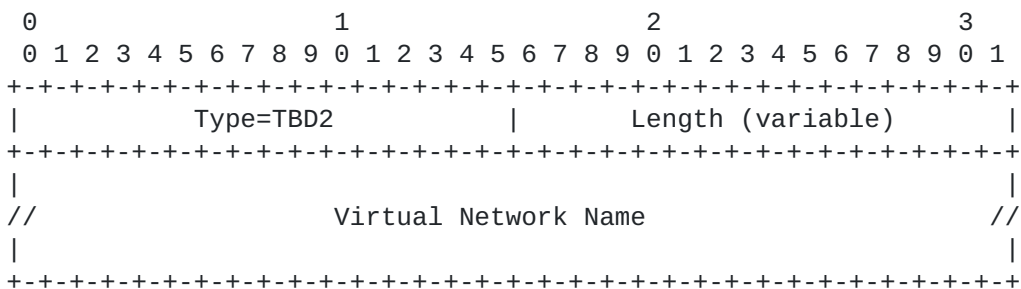 0                   1                   2                   3
 0 1 2 3 4 5 6 7 8 9 0 1 2 3 4 5 6 7 8 9 0 1 2 3 4 5 6 7 8 9 0 1
+-+-+-+-+-+-+-+-+-+-+-+-+-+-+-+-+-+-+-+-+-+-+-+-+-+-+-+-+-+-+-+-+
|           Type=TBD2           |       Length (variable)       |
+-+-+-+-+-+-+-+-+-+-+-+-+-+-+-+-+-+-+-+-+-+-+-+-+-+-+-+-+-+-+-+-+
|                                                               |
//                   Virtual Network Name                      //
|                                                               |
+-+-+-+-+-+-+-+-+-+-+-+-+-+-+-+-+-+-+-+-+-+-+-+-+-+-+-+-+-+-+-+-+